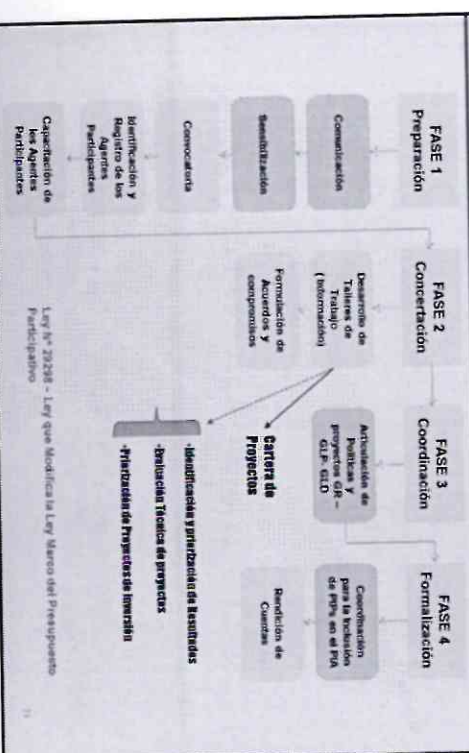 FASE 1
Preparación
Comunicación
Sensibilización
Convocatoria
Identificación y
Registro de los
Agentes
Participantes
Capacitación de
los Agentes
Participantes
FASE 2
Concertación
Desarrollo de
Talleres de
Trabajo
(Información)
Formulación de
Acuerdos y
compromisos
FASE 3
Coordinación
Articulación de
Políticas y
proyectos GR –
GLP- GLD
Cartera de
Proyectos
-Identificación y priorización de Resultados
-Evaluación Técnica de proyectos
-Priorización de Proyectos de Inversión
FASE 4
Formalización
Coordinación
para la Inclusión
de PIPs en el PIA
Rendición de
Cuentas
Ley N° 29298 – Ley que Modifica la Ley Marco del Presupuesto
Participativo